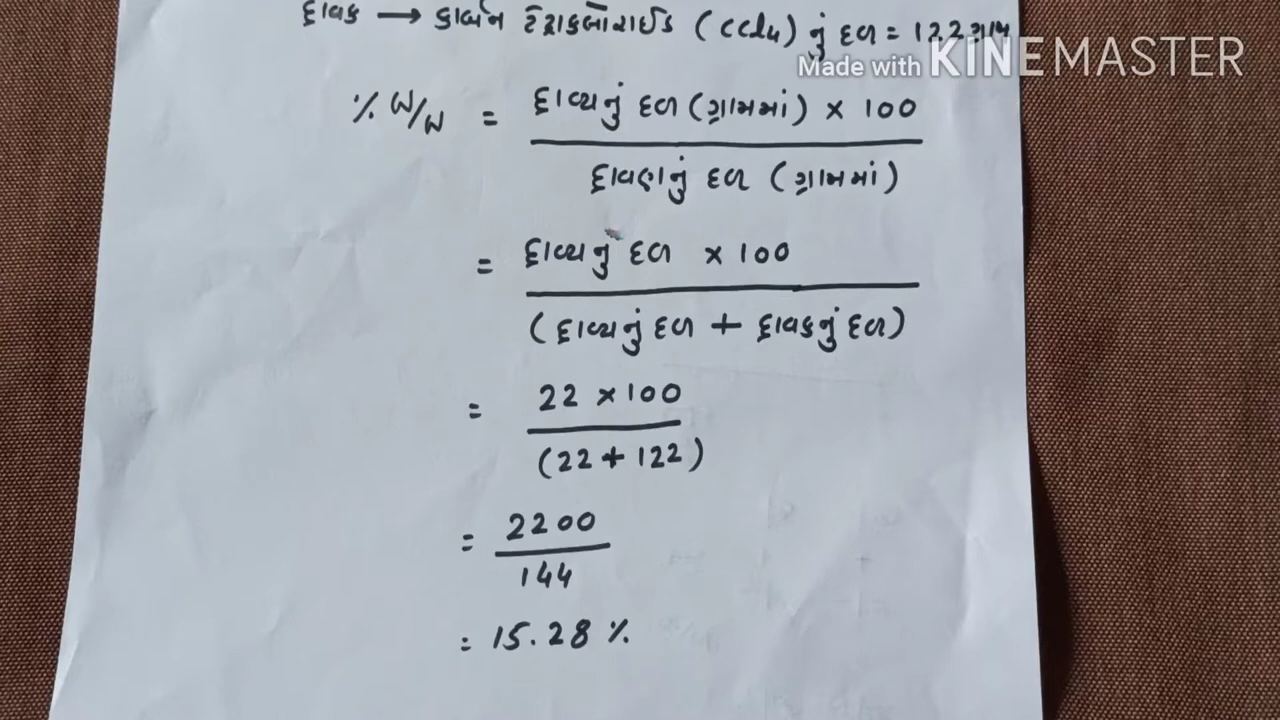 દ્રાવક → કાર્બન ટેટ્રાક્લોરાઈડ (CCl4) નું દળ = 122 ગ્રામ
Made with KINEMASTER
% W/W = દ્રાવ્યનું દળ (ગ્રામમાં) × 100
દ્રાવણનું દળ (ગ્રામમાં)
= દ્રાવ્યનું દળ × 100
(દ્રાવ્યનું દળ + દ્રાવકનું દળ)
= 22 × 100
(22 + 122)
= 2200
144
= 15.28 %